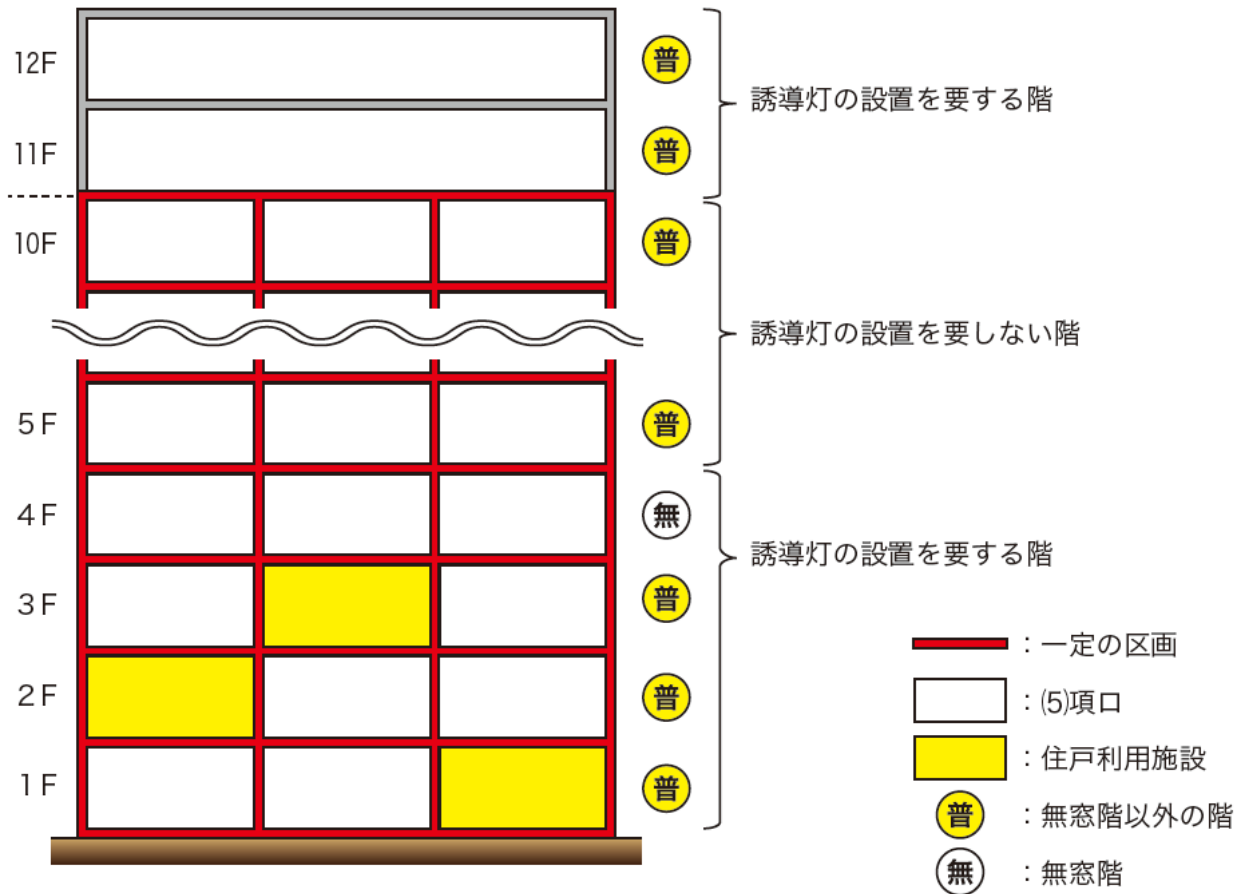 12F 普
誘導灯の設置を要する階
11F 普
10F 普
誘導灯の設置を要しない階
5F 普
4F 無
誘導灯の設置を要する階
3F 普
2F 普
1F 普
：一定の区画
：⑸項ロ
：住戸利用施設
普：無窓階以外の階
無：無窓階